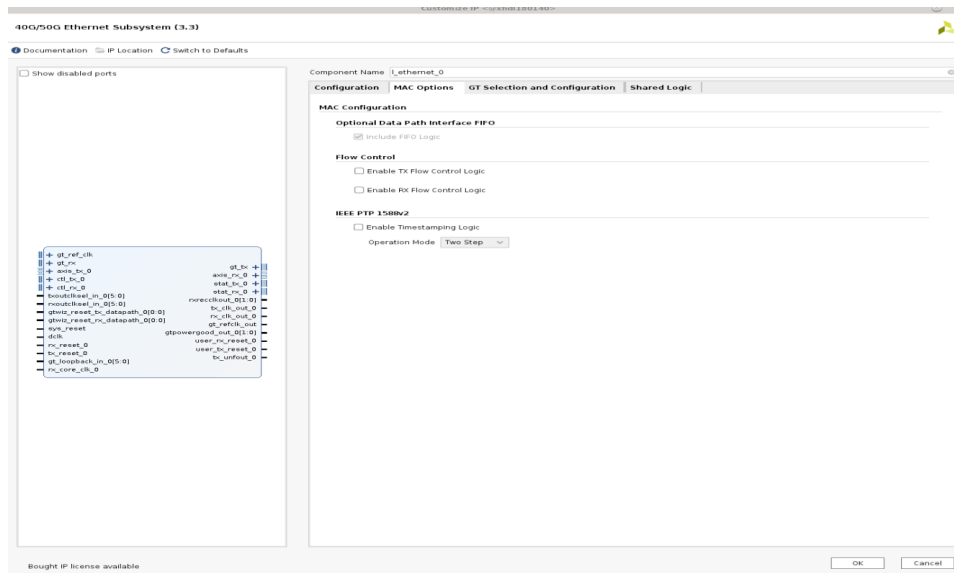 Customize IP <@xhdl180140>
40G/50G Ethernet Subsystem (3.3)
Documentation IP Location Switch to Defaults
Show disabled ports
Component Name l_ethernet_0
Configuration MAC Options GT Selection and Configuration Shared Logic
MAC Configuration
Optional Data Path Interface FIFO
Include FIFO Logic
Flow Control
Enable TX Flow Control Logic
Enable RX Flow Control Logic
IEEE PTP 1588v2
Enable Timestamping Logic
Operation Mode Two Step
gt_ref_clk
gt_rx
axis_tx_0
ctl_tx_0
ctl_rx_0
txoutclksel_in_0[5:0]
rxoutclksel_in_0[5:0]
gtwiz_reset_tx_datapath_0[0:0]
gtwiz_reset_rx_datapath_0[0:0]
sys_reset
dclk
rx_reset_0
tx_reset_0
gt_loopback_in_0[5:0]
rx_core_clk_0
gt_tx
axis_rx_0
stat_tx_0
stat_rx_0
rxrecclkout_0[1:0]
tx_clk_out_0
rx_clk_out_0
gt_refclk_out
gtpowergood_out_0[1:0]
user_rx_reset_0
user_tx_reset_0
tx_unfout_0
Bought IP license available
OK Cancel